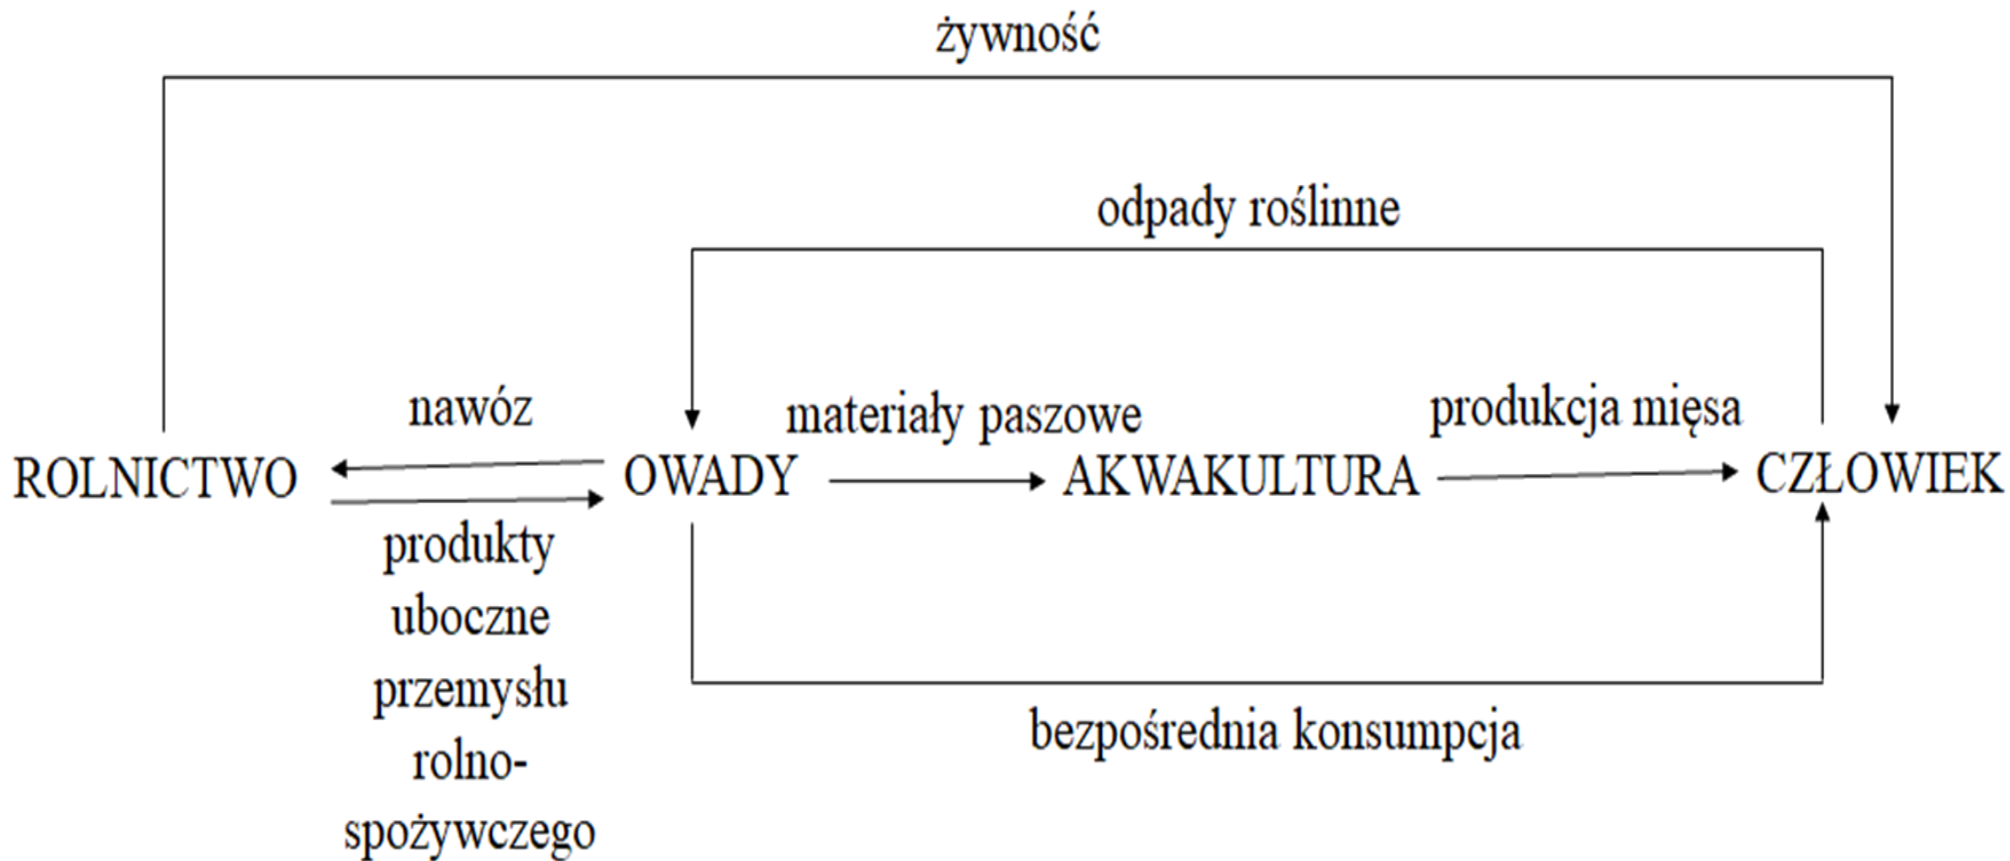 żywność
odpady roślinne
nawóz
materiały paszowe
produkcja mięsa
ROLNICTWO
OWADY
AKWAKULTURA
CZŁOWIEK
produkty
uboczne
przemysłu
rolno-
spożywczego
bezpośrednia konsumpcja